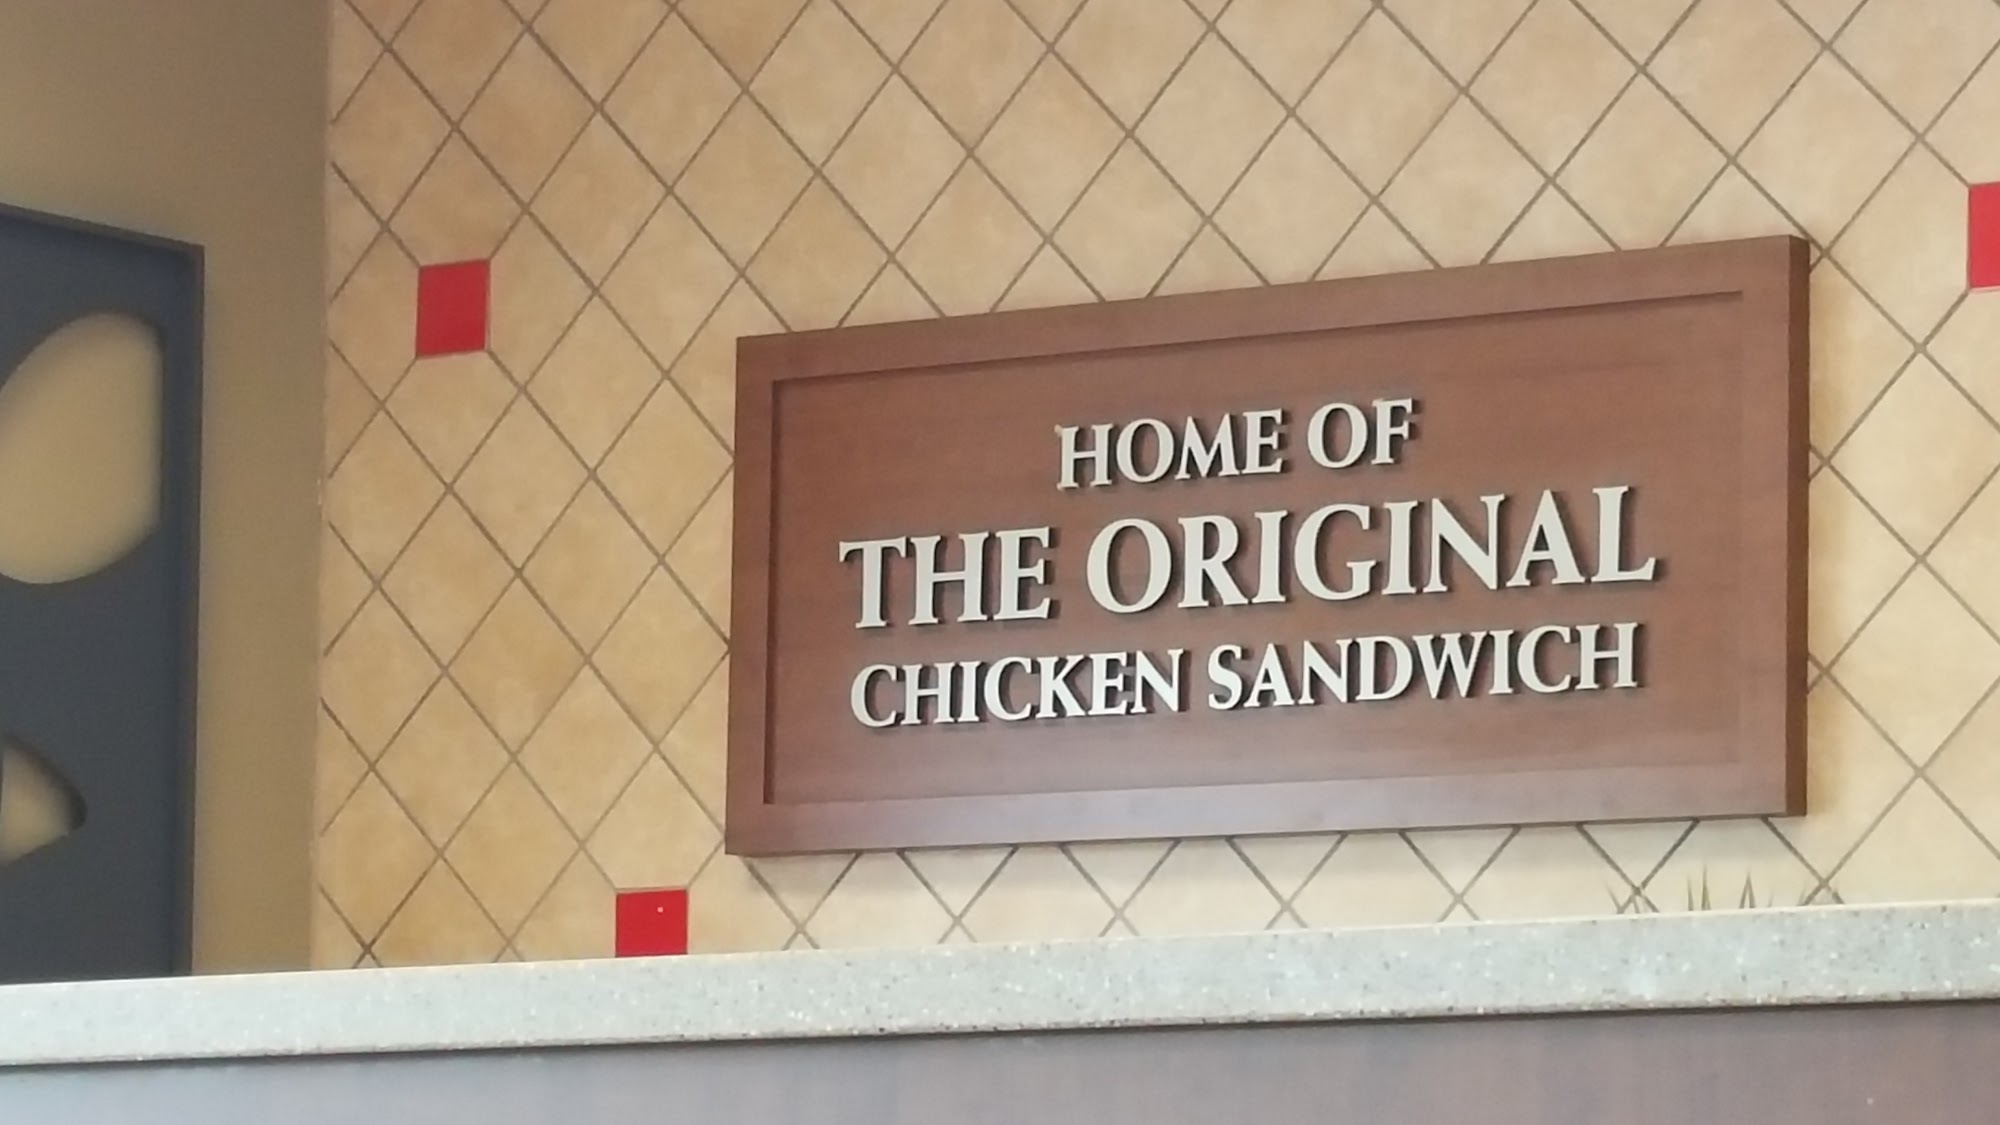 HOME OF
THE ORIGINAL
CHICKEN SANDWICH